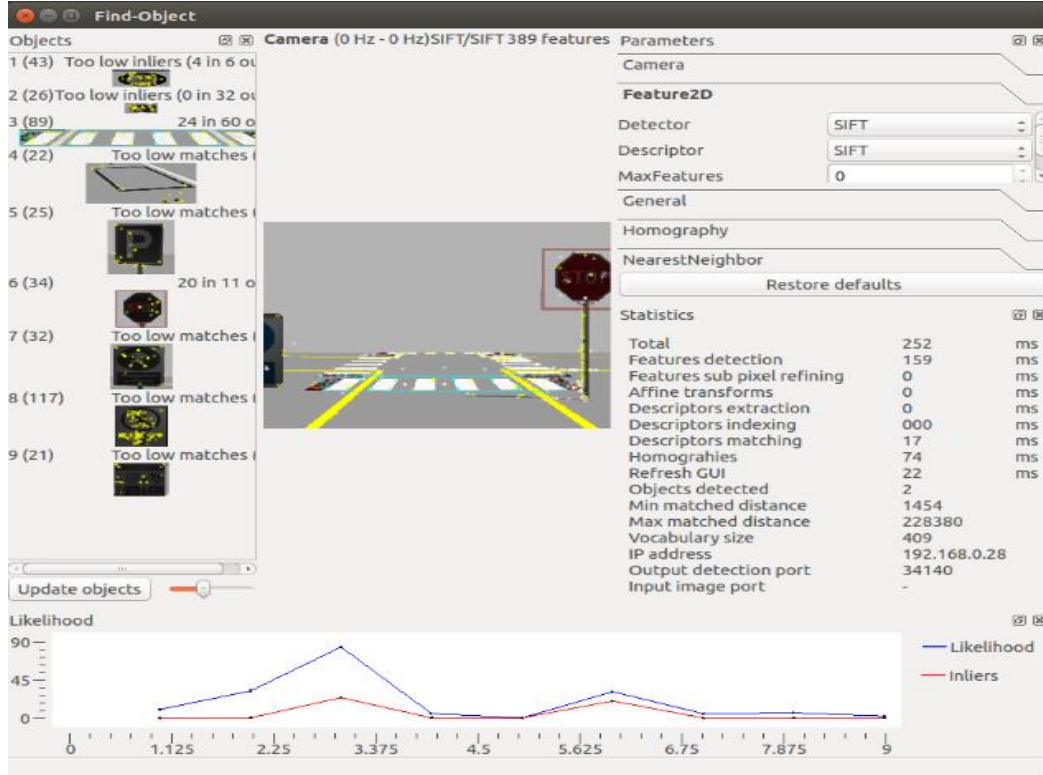 Find-Object
Objects
1 (43) Too low inliers (4 in 6 ou
2 (26)Too low inliers (0 in 32 ou
3 (89) 24 in 60 o
4 (22) Too low matches (
5 (25) Too low matches (
P
6 (34) 20 in 11 o
7 (32) Too low matches (
8 (117) Too low matches (
9 (21) Too low matches (
Update objects
Camera (0 Hz - 0 Hz)SIFT/SIFT 389 features
STOP
Parameters
Camera
Feature2D
Detector SIFT
Descriptor SIFT
MaxFeatures 0
General
Homography
NearestNeighbor
Restore defaults
Statistics
Total 252 ms
Features detection 159 ms
Features sub pixel refining 0 ms
Affine transforms 0 ms
Descriptors extraction 0 ms
Descriptors indexing 000 ms
Descriptors matching 17 ms
Homograhies 74 ms
Refresh GUI 22 ms
Objects detected 2
Min matched distance 1454
Max matched distance 228380
Vocabulary size 409
IP address 192.168.0.28
Output detection port 34140
Input image port -
Likelihood
90
45
0
0 1.125 2.25 3.375 4.5 5.625 6.75 7.875 9
Likelihood
Inliers